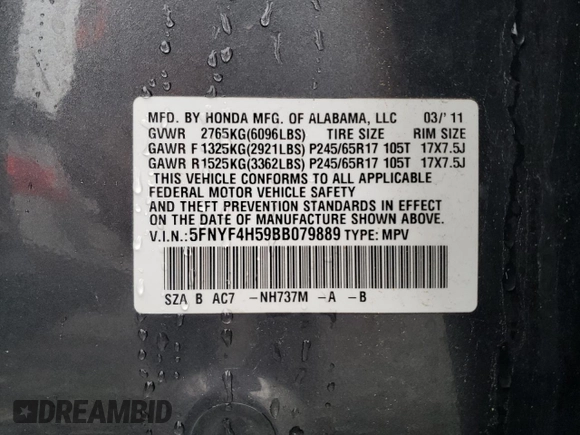 MFD. BY HONDA MFG. OF ALABAMA, LLC 03/'11
GVWR 2765KG(6096LBS) TIRE SIZE RIM SIZE
GAWR F 1325KG(2921LBS) P245/65R17 105T 17X7.5J
GAWR R 1525KG(3362LBS) P245/65R17 105T 17X7.5J
THIS VEHICLE CONFORMS TO ALL APPLICABLE
FEDERAL MOTOR VEHICLE SAFETY
AND THEFT PREVENTION STANDARDS IN EFFECT
ON THE DATE OF MANUFACTURE SHOWN ABOVE.
V.I.N.: 5FNYF4H59BB079889 TYPE: MPV
SZA B AC7 -NH737M -A -B
DREAMBID